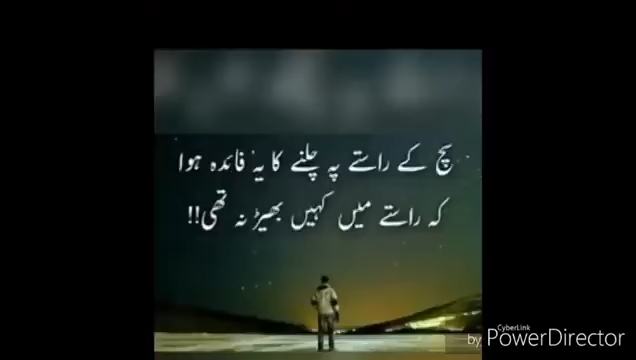 سچ کے راستے پہ چلنے کا یہ فائدہ ہوا
کہ راستے میں کہیں بھیڑ نہ تھی!!
CyberLink
by PowerDirector